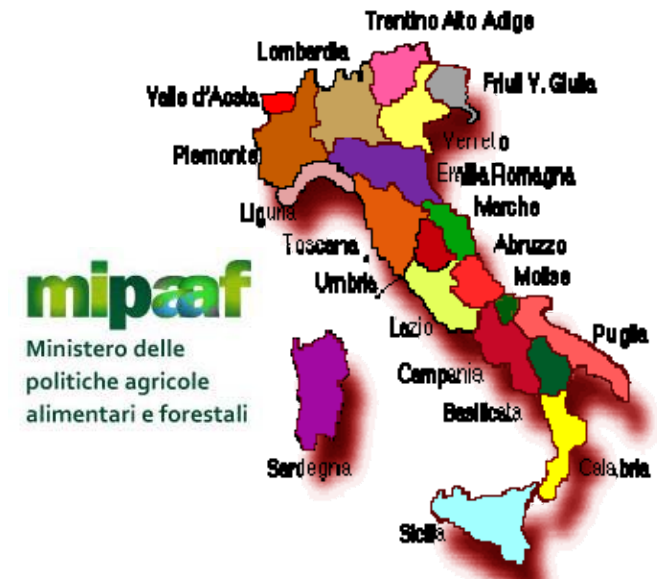 Trentino Alto Adige
Lombardia
Friuli V. Giulia
Valle d'Aosta
Veneto
Piemonte
Emilia Romagna
Marche
Liguria
Toscana
Abruzzo
Molise
Umbria
mipaaf
Ministero delle
politiche agricole
alimentari e forestali
Lazio
Puglia
Campania
Basilicata
Sardegna
Calabria
Sicilia